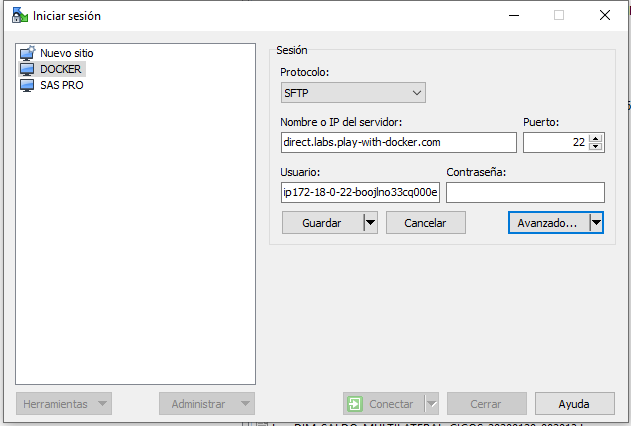 Iniciar sesión
Nuevo sitio
DOCKER
SAS PRO
Sesión
Protocolo:
SFTP
Nombre o IP del servidor:
Puerto:
direct.labs.play-with-docker.com
22
Usuario:
Contraseña:
ip172-18-0-22-boojlno33cq000e
Guardar
Cancelar
Avanzado...
Herramientas
Administrar
Conectar
Cerrar
Ayuda